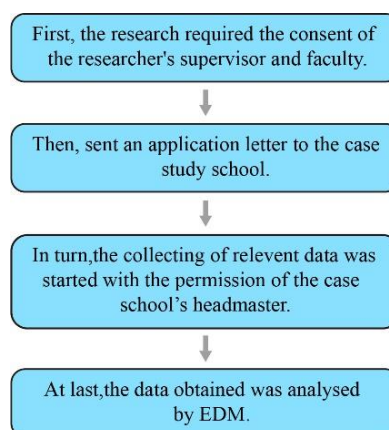 First, the research required the consent of
the researcher's supervisor and faculty.
Then, sent an application letter to the case
study school.
In turn,the collecting of relevent data was
started with the permission of the case
school’s headmaster.
At last,the data obtained was analysed
by EDM.